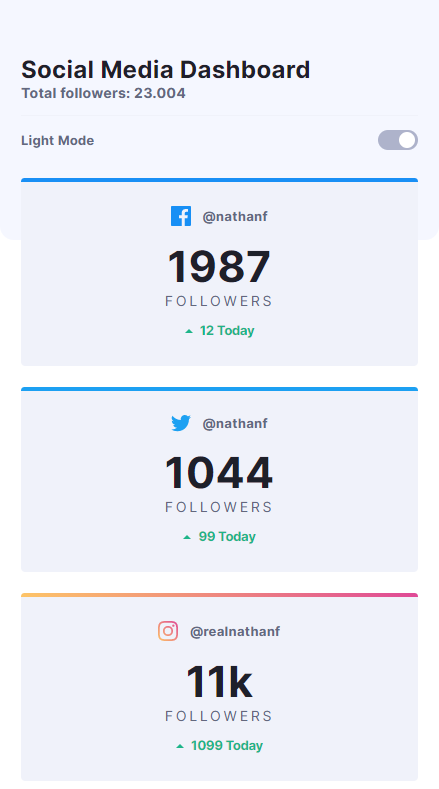 Social Media Dashboard
Total followers: 23.004
Light Mode
@nathanf
1987
FOLLOWERS
12 Today
@nathanf
1044
FOLLOWERS
99 Today
@realnathanf
11k
FOLLOWERS
1099 Today